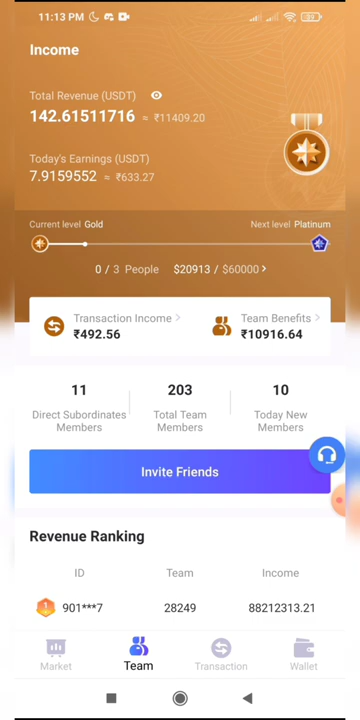 11:13 PM
89
Income
Total Revenue (USDT)
142.61511716 ≈ ₹11409.20
Today's Earnings (USDT)
7.9159552 ≈ ₹633.27
Current level Gold
Next level Platinum
0 / 3 People $20913 / $60000 >
Transaction Income >
₹492.56
Team Benefits >
₹10916.64
11 203 10
Direct Subordinates Members
Total Team Members
Today New Members
Invite Friends
Revenue Ranking
ID Team Income
1 901***7 28249 88212313.21
Market Team Transaction Wallet